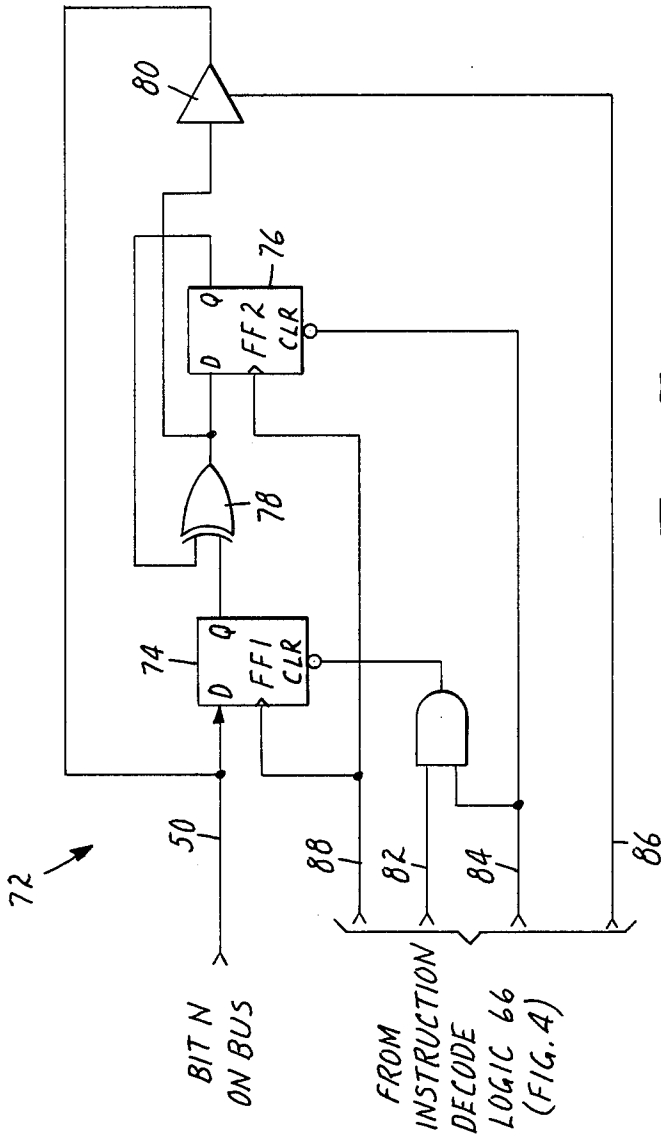 72
BIT N
ON BUS
50
74
D
Q
FF1
CLR
78
D
Q
FF2
CLR
76
80
88
82
84
86
FROM
INSTRUCTION
DECODE
LOGIC 66
(FIG. 4)